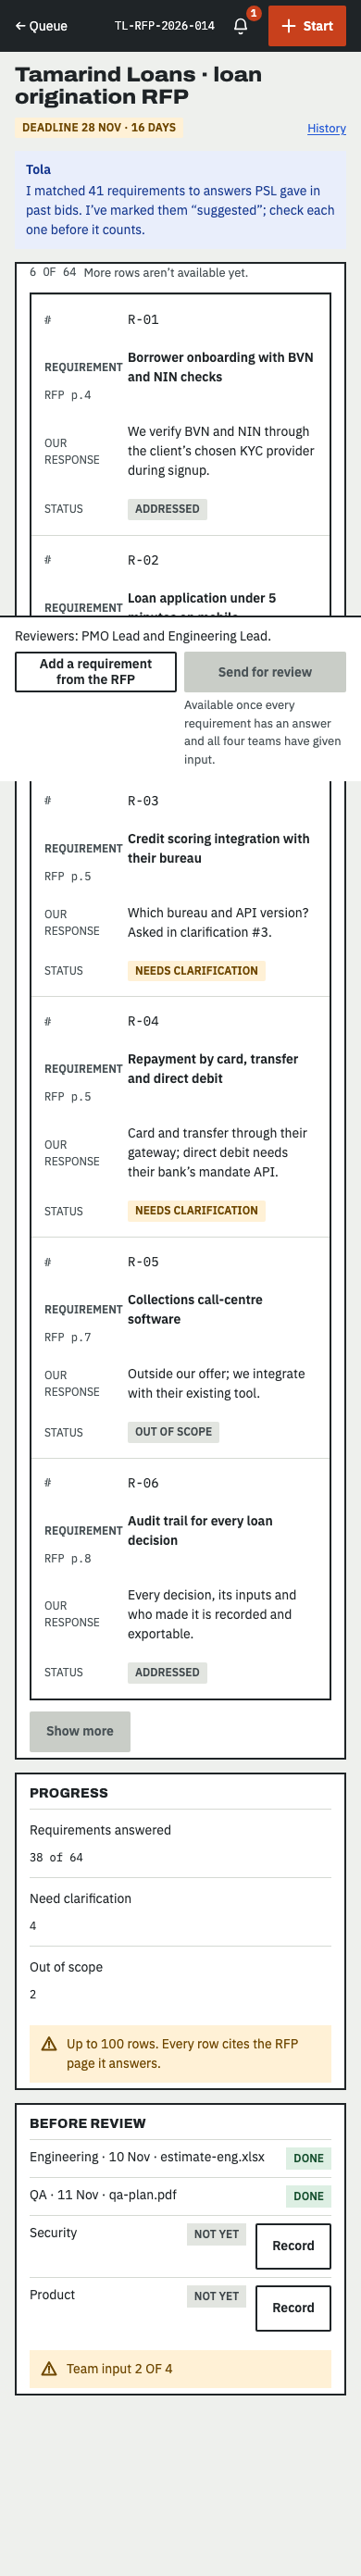 ← Queue
TL-RFP-2026-014
1
Start
Tamarind Loans · loan
origination RFP
DEADLINE 28 NOV · 16 DAYS
History
Tola
I matched 41 requirements to answers PSL gave in
past bids. I’ve marked them “suggested”; check each
one before it counts.
6 OF 64 More rows aren’t available yet.
# R-01
REQUIREMENT Borrower onboarding with BVN
and NIN checks
RFP p.4
OUR
RESPONSE
We verify BVN and NIN through
the client’s chosen KYC provider
during signup.
STATUS ADDRESSED
# R-02
REQUIREMENT Loan application under 5
Reviewers: PMO Lead and Engineering Lead.
Add a requirement
from the RFP
Send for review
Available once every
requirement has an answer
and all four teams have given
input.
# R-03
REQUIREMENT Credit scoring integration with
their bureau
RFP p.5
OUR
RESPONSE
Which bureau and API version?
Asked in clarification #3.
STATUS NEEDS CLARIFICATION
# R-04
REQUIREMENT Repayment by card, transfer
and direct debit
RFP p.5
OUR
RESPONSE
Card and transfer through their
gateway; direct debit needs
their bank’s mandate API.
STATUS NEEDS CLARIFICATION
# R-05
REQUIREMENT Collections call-centre
software
RFP p.7
OUR
RESPONSE
Outside our offer; we integrate
with their existing tool.
STATUS OUT OF SCOPE
# R-06
REQUIREMENT Audit trail for every loan
decision
RFP p.8
OUR
RESPONSE
Every decision, its inputs and
who made it is recorded and
exportable.
STATUS ADDRESSED
Show more
PROGRESS
Requirements answered
38 of 64
Need clarification
4
Out of scope
2
Up to 100 rows. Every row cites the RFP
page it answers.
BEFORE REVIEW
Engineering · 10 Nov · estimate-eng.xlsx DONE
QA · 11 Nov · qa-plan.pdf DONE
Security NOT YET Record
Product NOT YET Record
Team input 2 OF 4